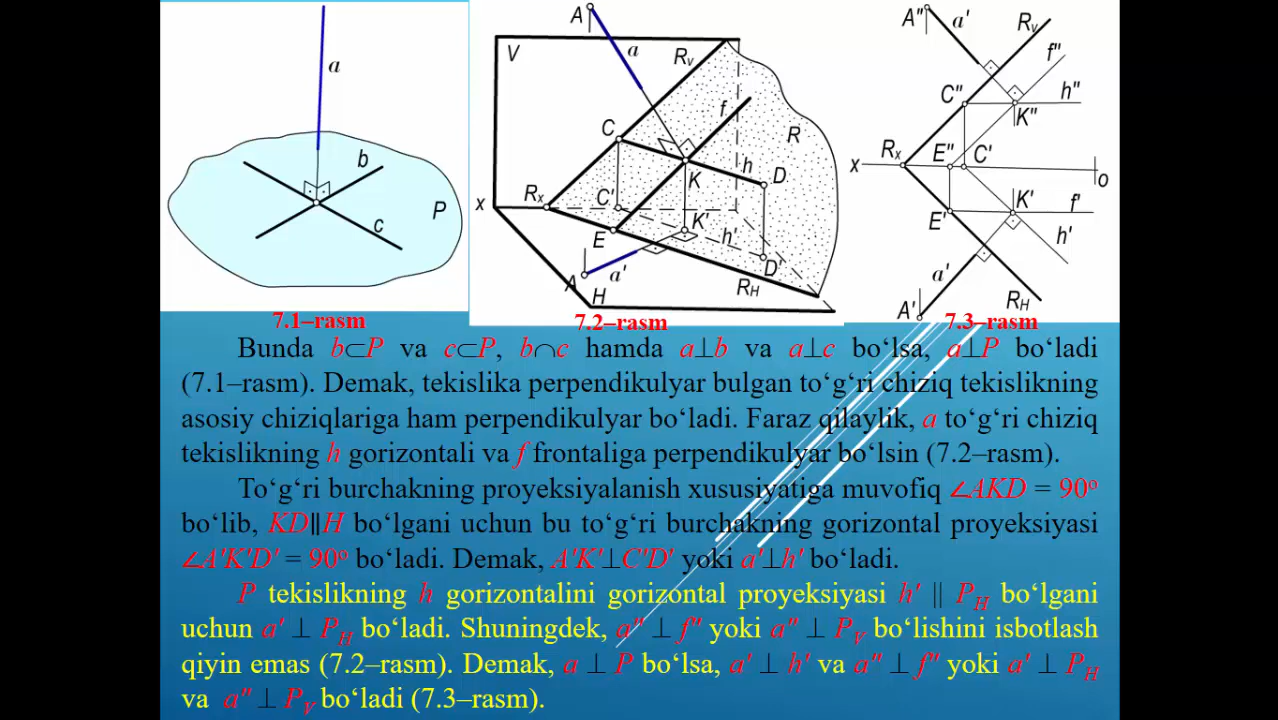 a
b
c
P
7.1–rasm
A
a
V
Rv
f
C
R
h
D
K
Rx
C'
x
E
K'
h'
D'
A
a'
H
RH
7.2–rasm
A"
a"
Rv
f"
C"
h"
K"
Rx
E"
C'
x
o
E'
K'
f'
h'
a'
A'
RH
7.3–rasm
Bunda b⊂P va c⊂P, b∩c hamda a⊥b va a⊥c bo‘lsa, a⊥P bo‘ladi
(7.1–rasm). Demak, tekislika perpendikulyar bulgan to‘g‘ri chiziq tekislikning
asosiy chiziqlariga ham perpendikulyar bo‘ladi. Faraz qilaylik, a to‘g‘ri chiziq
tekislikning h gorizontali va f frontaliga perpendikulyar bo‘lsin (7.2–rasm).
To‘g‘ri burchakning proyeksiyalanish xususiyatiga muvofiq ∠AKD = 90º
bo‘lib, KD∥H bo‘lgani uchun bu to‘g‘ri burchakning gorizontal proyeksiyasi
∠A'K'D' = 90º bo‘ladi. Demak, A'K'⊥C'D' yoki a'⊥h' bo‘ladi.
P tekislikning h gorizontalini gorizontal proyeksiyasi h' || PH bo‘lgani
uchun a' ⊥ PH bo‘ladi. Shuningdek, a" ⊥ f" yoki a" ⊥ PV bo‘lishini isbotlash
qiyin emas (7.2–rasm). Demak, a ⊥ P bo‘lsa, a' ⊥ h' va a" ⊥ f" yoki a' ⊥ PH
va a" ⊥ PV bo‘ladi (7.3–rasm).